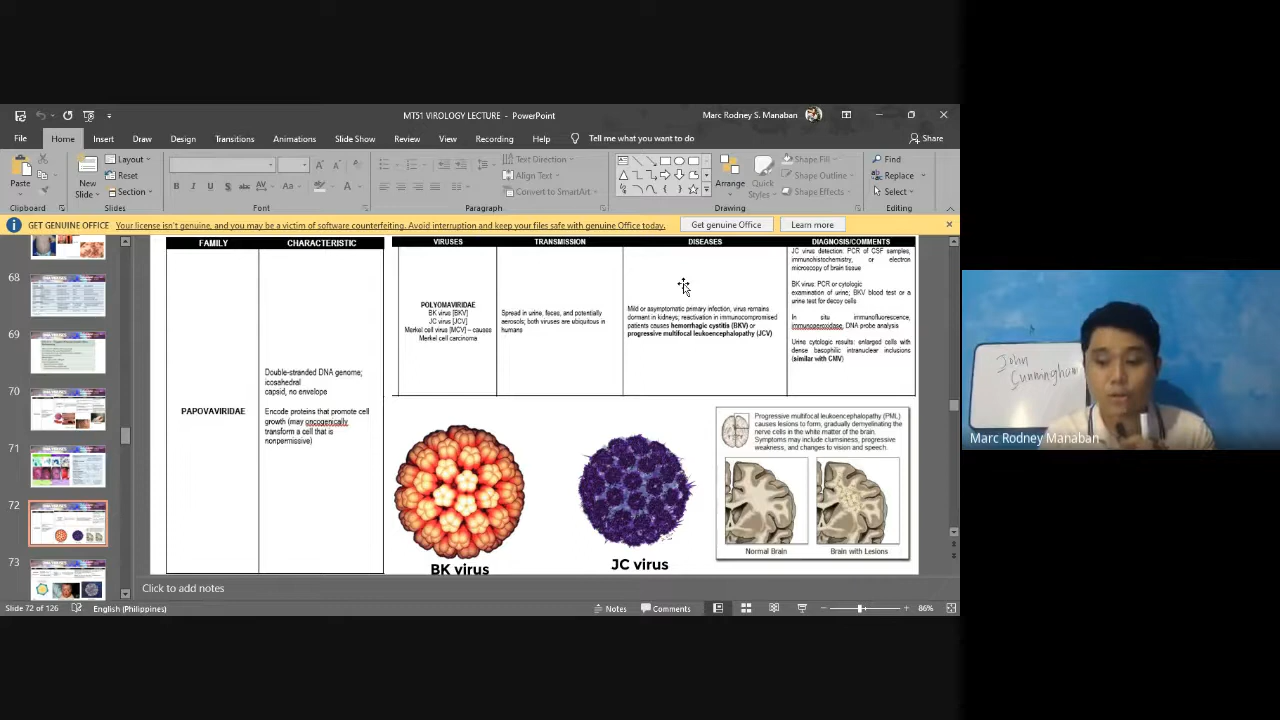 MT51 VIROLOGY LECTURE - PowerPoint
Marc Rodney S. Manaban
File
Home
Insert
Draw
Design
Transitions
Animations
Slide Show
Review
View
Recording
Help
Tell me what you want to do
Share
Paste
Clipboard
New
Slide
Layout
Reset
Section
Slides
B I U S
Aa
A
Font
Text Direction
Align Text
Convert to SmartArt
Paragraph
Arrange
Quick
Styles
Shape Fill
Shape Outline
Shape Effects
Drawing
Find
Replace
Select
Editing
GET GENUINE OFFICE
Your license isn't genuine, and you may be a victim of software counterfeiting. Avoid interruption and keep your files safe with genuine Office today.
Get genuine Office
Learn more
68
69
70
71
72
73
FAMILY
CHARACTERISTIC
VIRUSES
TRANSMISSION
DISEASES
DIAGNOSIS/COMMENTS
PAPOVAVIRIDAE
Double-stranded DNA genome;
icosahedral
capsid, no envelope
Encode proteins that promote cell
growth (may oncogenically
transform a cell that is
nonpermissive)
POLYOMAVIRIDAE
BK virus [BKV]
JC virus [JCV]
Merkel cell virus [MCV] – causes
Merkel cell carcinoma
Spread in urine, feces, and potentially
aerosols; both viruses are ubiquitous in
humans
Mild or asymptomatic primary infection, virus remains
dormant in kidneys; reactivation in immunocompromised
patients causes hemorrhagic cystitis (BKV) or
progressive multifocal leukoencephalopathy (JCV)
JC virus detection: PCR of CSF samples,
immunohistochemistry, or electron
microscopy of brain tissue
BK virus: PCR or cytologic
examination of urine; BKV blood test or a
urine test for decoy cells
In situ immunofluorescence,
immunoperoxidase, DNA probe analysis
Urine cytologic results: enlarged cells with
dense basophilic intranuclear inclusions
(similar with CMV)
BK virus
JC virus
Progressive multifocal leukoencephalopathy (PML)
causes lesions to form, gradually demyelinating the
nerve cells in the white matter of the brain.
Symptoms may include clumsiness, progressive
weakness, and changes to vision and speech.
Normal Brain
Brain with Lesions
Click to add notes
Slide 72 of 126
English (Philippines)
Notes
Comments
86%
John
Cunningham
Marc Rodney Manaban